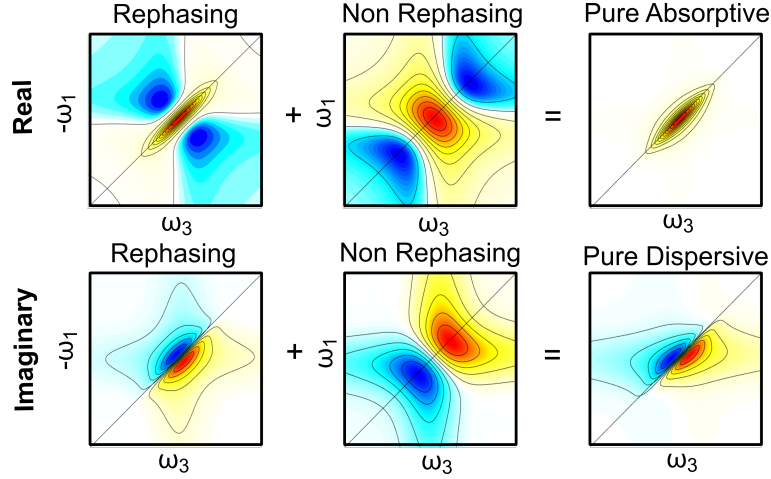 Rephasing Non Rephasing Pure Absorptive
Real -ω1 + ω1 =
ω3 ω3 ω3
Rephasing Non Rephasing Pure Dispersive
Imaginary -ω1 + ω1 =
ω3 ω3 ω3